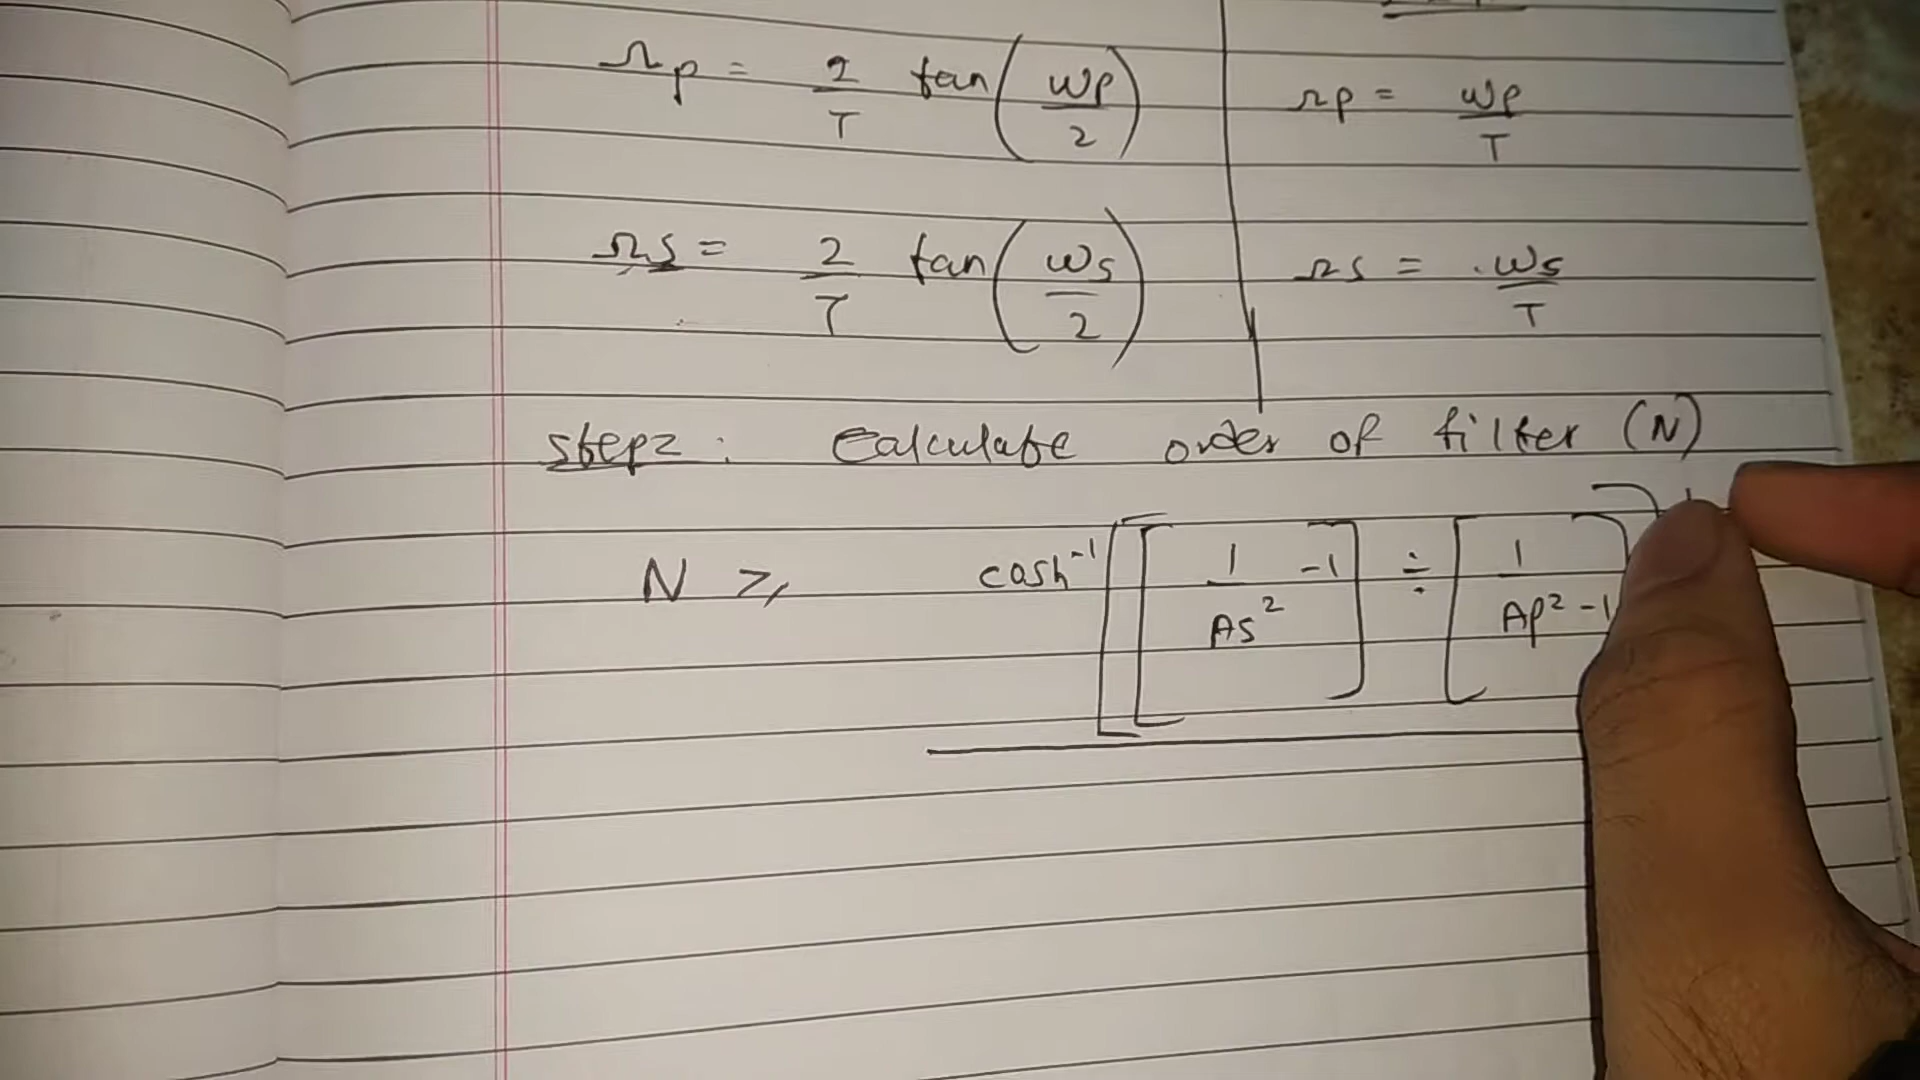 Ωp = 2/T tan(ωp/2)
Ωp = ωp/T
Ωs = 2/T tan(ωs/2)
Ωs = ωs/T
step2: Calculate order of filter (N)
N ≥ cosh⁻¹[[1/As² -1] ÷ [1/Ap² -1]]